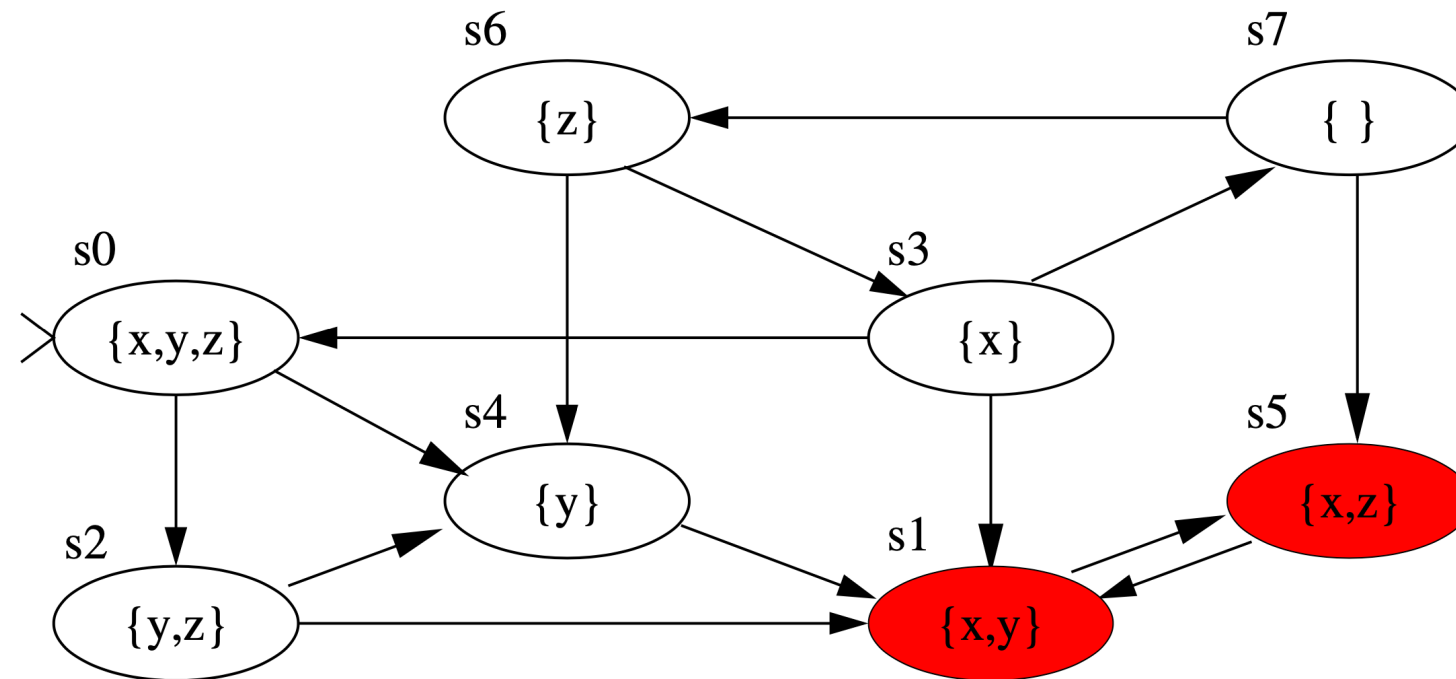 s6
s7
{z}
{ }
s0
s3
{x,y,z}
{x}
s4
s5
{y}
{x,z}
s2
s1
{y,z}
{x,y}